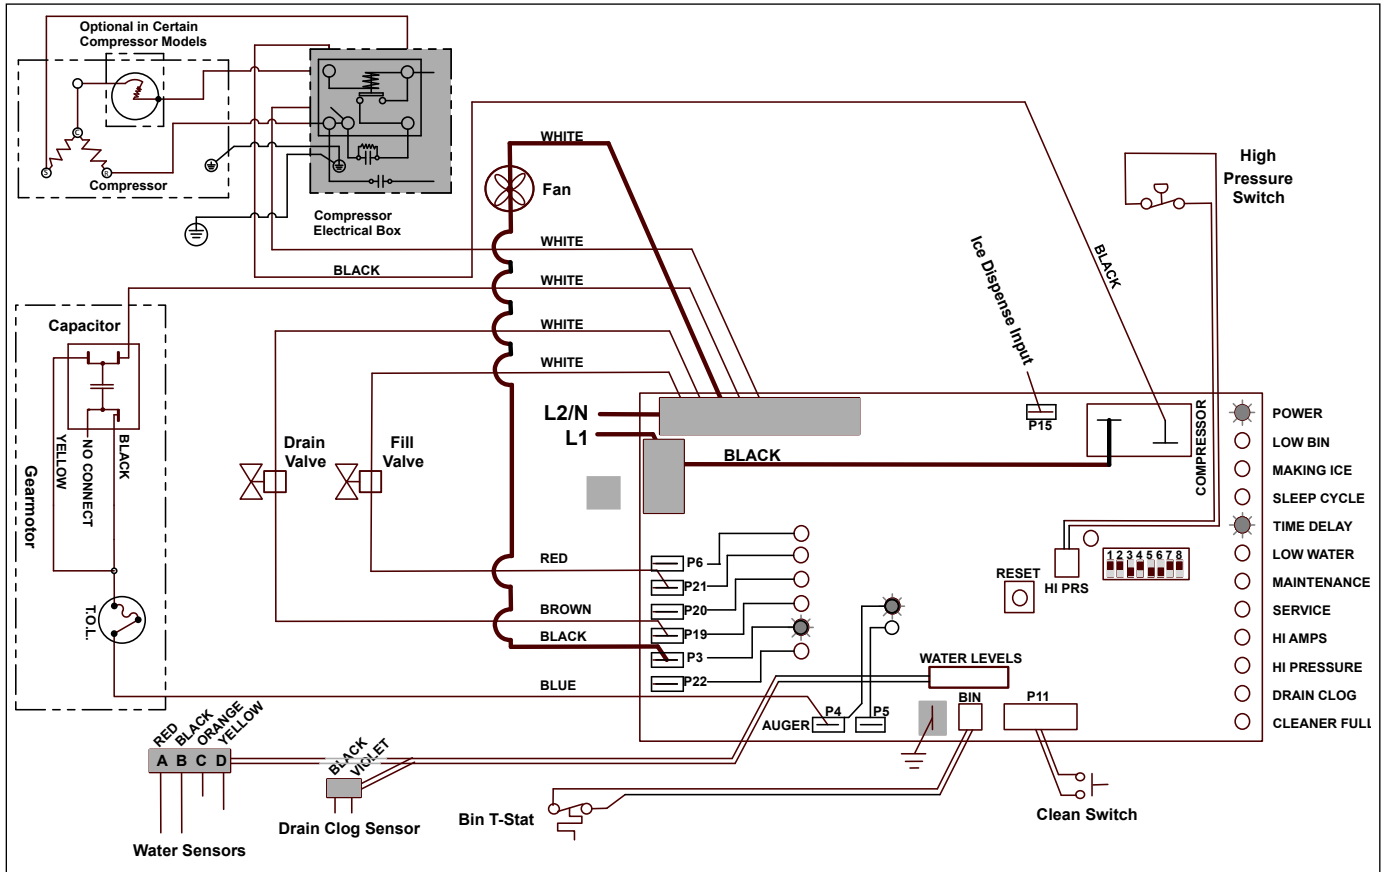 Optional in Certain
Compressor Models
C
S
R
Compressor
Compressor
Electrical Box
WHITE
Fan
WHITE
BLACK
WHITE
WHITE
WHITE
High
Pressure
Switch
BLACK
Ice Dispense Input
P15
COMPRESSOR
L2/N
L1
BLACK
Capacitor
YELLOW
NO CONNECT
BLACK
Gearmotor
T.O.L.
Drain
Valve
Fill
Valve
RED
BROWN
BLACK
BLUE
P6
P21
P20
P19
P3
P22
AUGER
P4
P5
WATER LEVELS
BIN
P11
RESET
HI PRS
1 2 3 4 5 6 7 8
POWER
LOW BIN
MAKING ICE
SLEEP CYCLE
TIME DELAY
LOW WATER
MAINTENANCE
SERVICE
HI AMPS
HI PRESSURE
DRAIN CLOG
CLEANER FULL
RED
BLACK
ORANGE
YELLOW
A B C D
Water Sensors
BLACK
VIOLET
Drain Clog Sensor
Bin T-Stat
Clean Switch